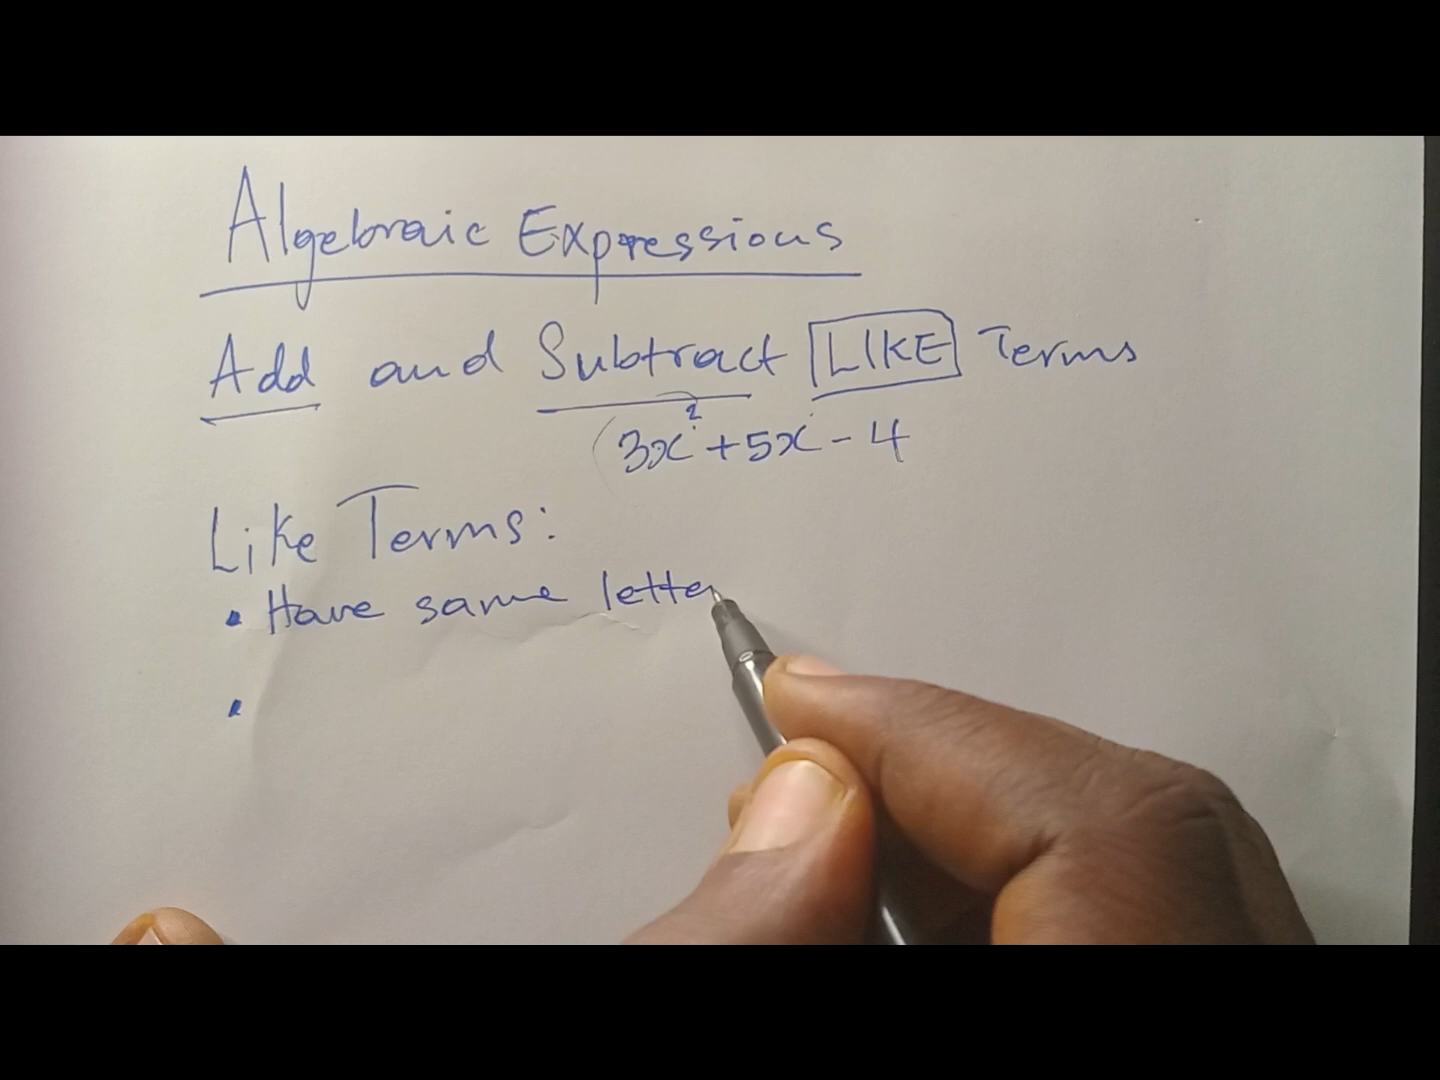 Algebraic Expressions
Add and Subtract LIKE Terms
3x² + 5x - 4
Like Terms:
• Have same letter
•